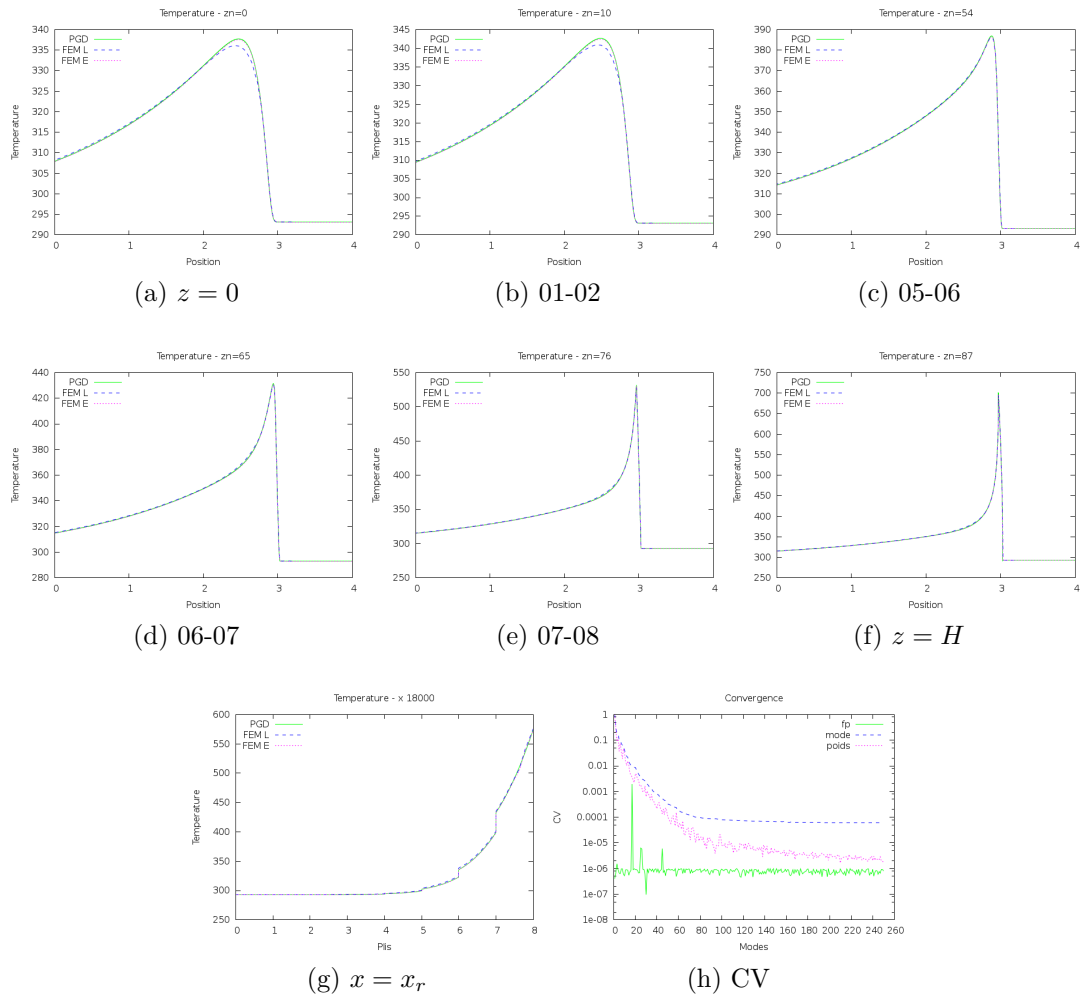 Temperature - zn=0
Temperature
340
335
330
325
320
315
310
305
300
295
290
PGD
FEM L
FEM E
0 1 2 3 4
Position
(a) z = 0
Temperature - zn=10
Temperature
345
340
335
330
325
320
315
310
305
300
295
290
PGD
FEM L
FEM E
0 1 2 3 4
Position
(b) 01-02
Temperature - zn=54
Temperature
390
380
370
360
350
340
330
320
310
300
290
PGD
FEM L
FEM E
0 1 2 3 4
Position
(c) 05-06
Temperature - zn=65
Temperature
440
420
400
380
360
340
320
300
280
PGD
FEM L
FEM E
0 1 2 3 4
Position
(d) 06-07
Temperature - zn=76
Temperature
550
500
450
400
350
300
250
PGD
FEM L
FEM E
0 1 2 3 4
Position
(e) 07-08
Temperature - zn=87
Temperature
750
700
650
600
550
500
450
400
350
300
250
PGD
FEM L
FEM E
0 1 2 3 4
Position
(f) z = H
Temperature - x 18000
Temperature
600
550
500
450
400
350
300
250
PGD
FEM L
FEM E
0 1 2 3 4 5 6 7 8
Plis
(g) x = x_r
Convergence
CV
1
0.1
0.01
0.001
0.0001
1e-05
1e-06
1e-07
1e-08
fp
mode
poids
0 20 40 60 80 100 120 140 160 180 200 220 240 260
Modes
(h) CV